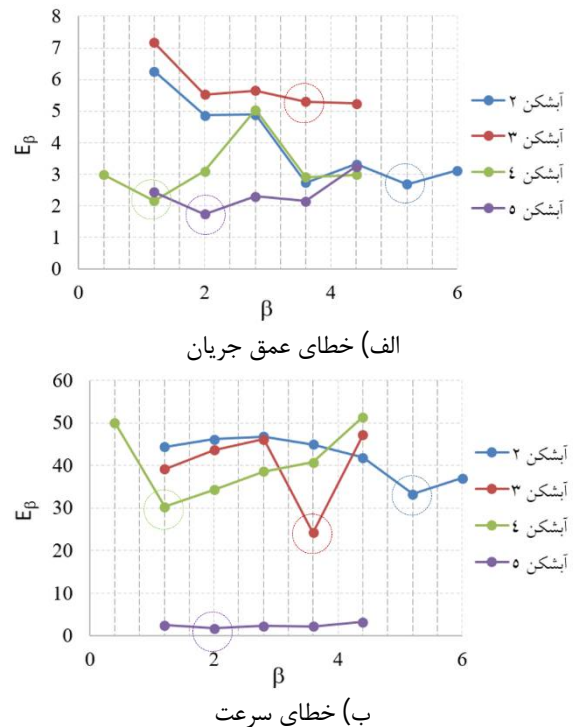 8
7
6
5
4
3
2
1
0
Eβ
0 2 4 6
β
آبشکن ۲
آبشکن ۳
آبشکن ٤
آبشکن ٥
الف) خطای عمق جریان
60
50
40
30
20
10
0
Eβ
0 2 4 6
β
آبشکن ۲
آبشکن ۳
آبشکن ٤
آبشکن ٥
ب) خطای سرعت